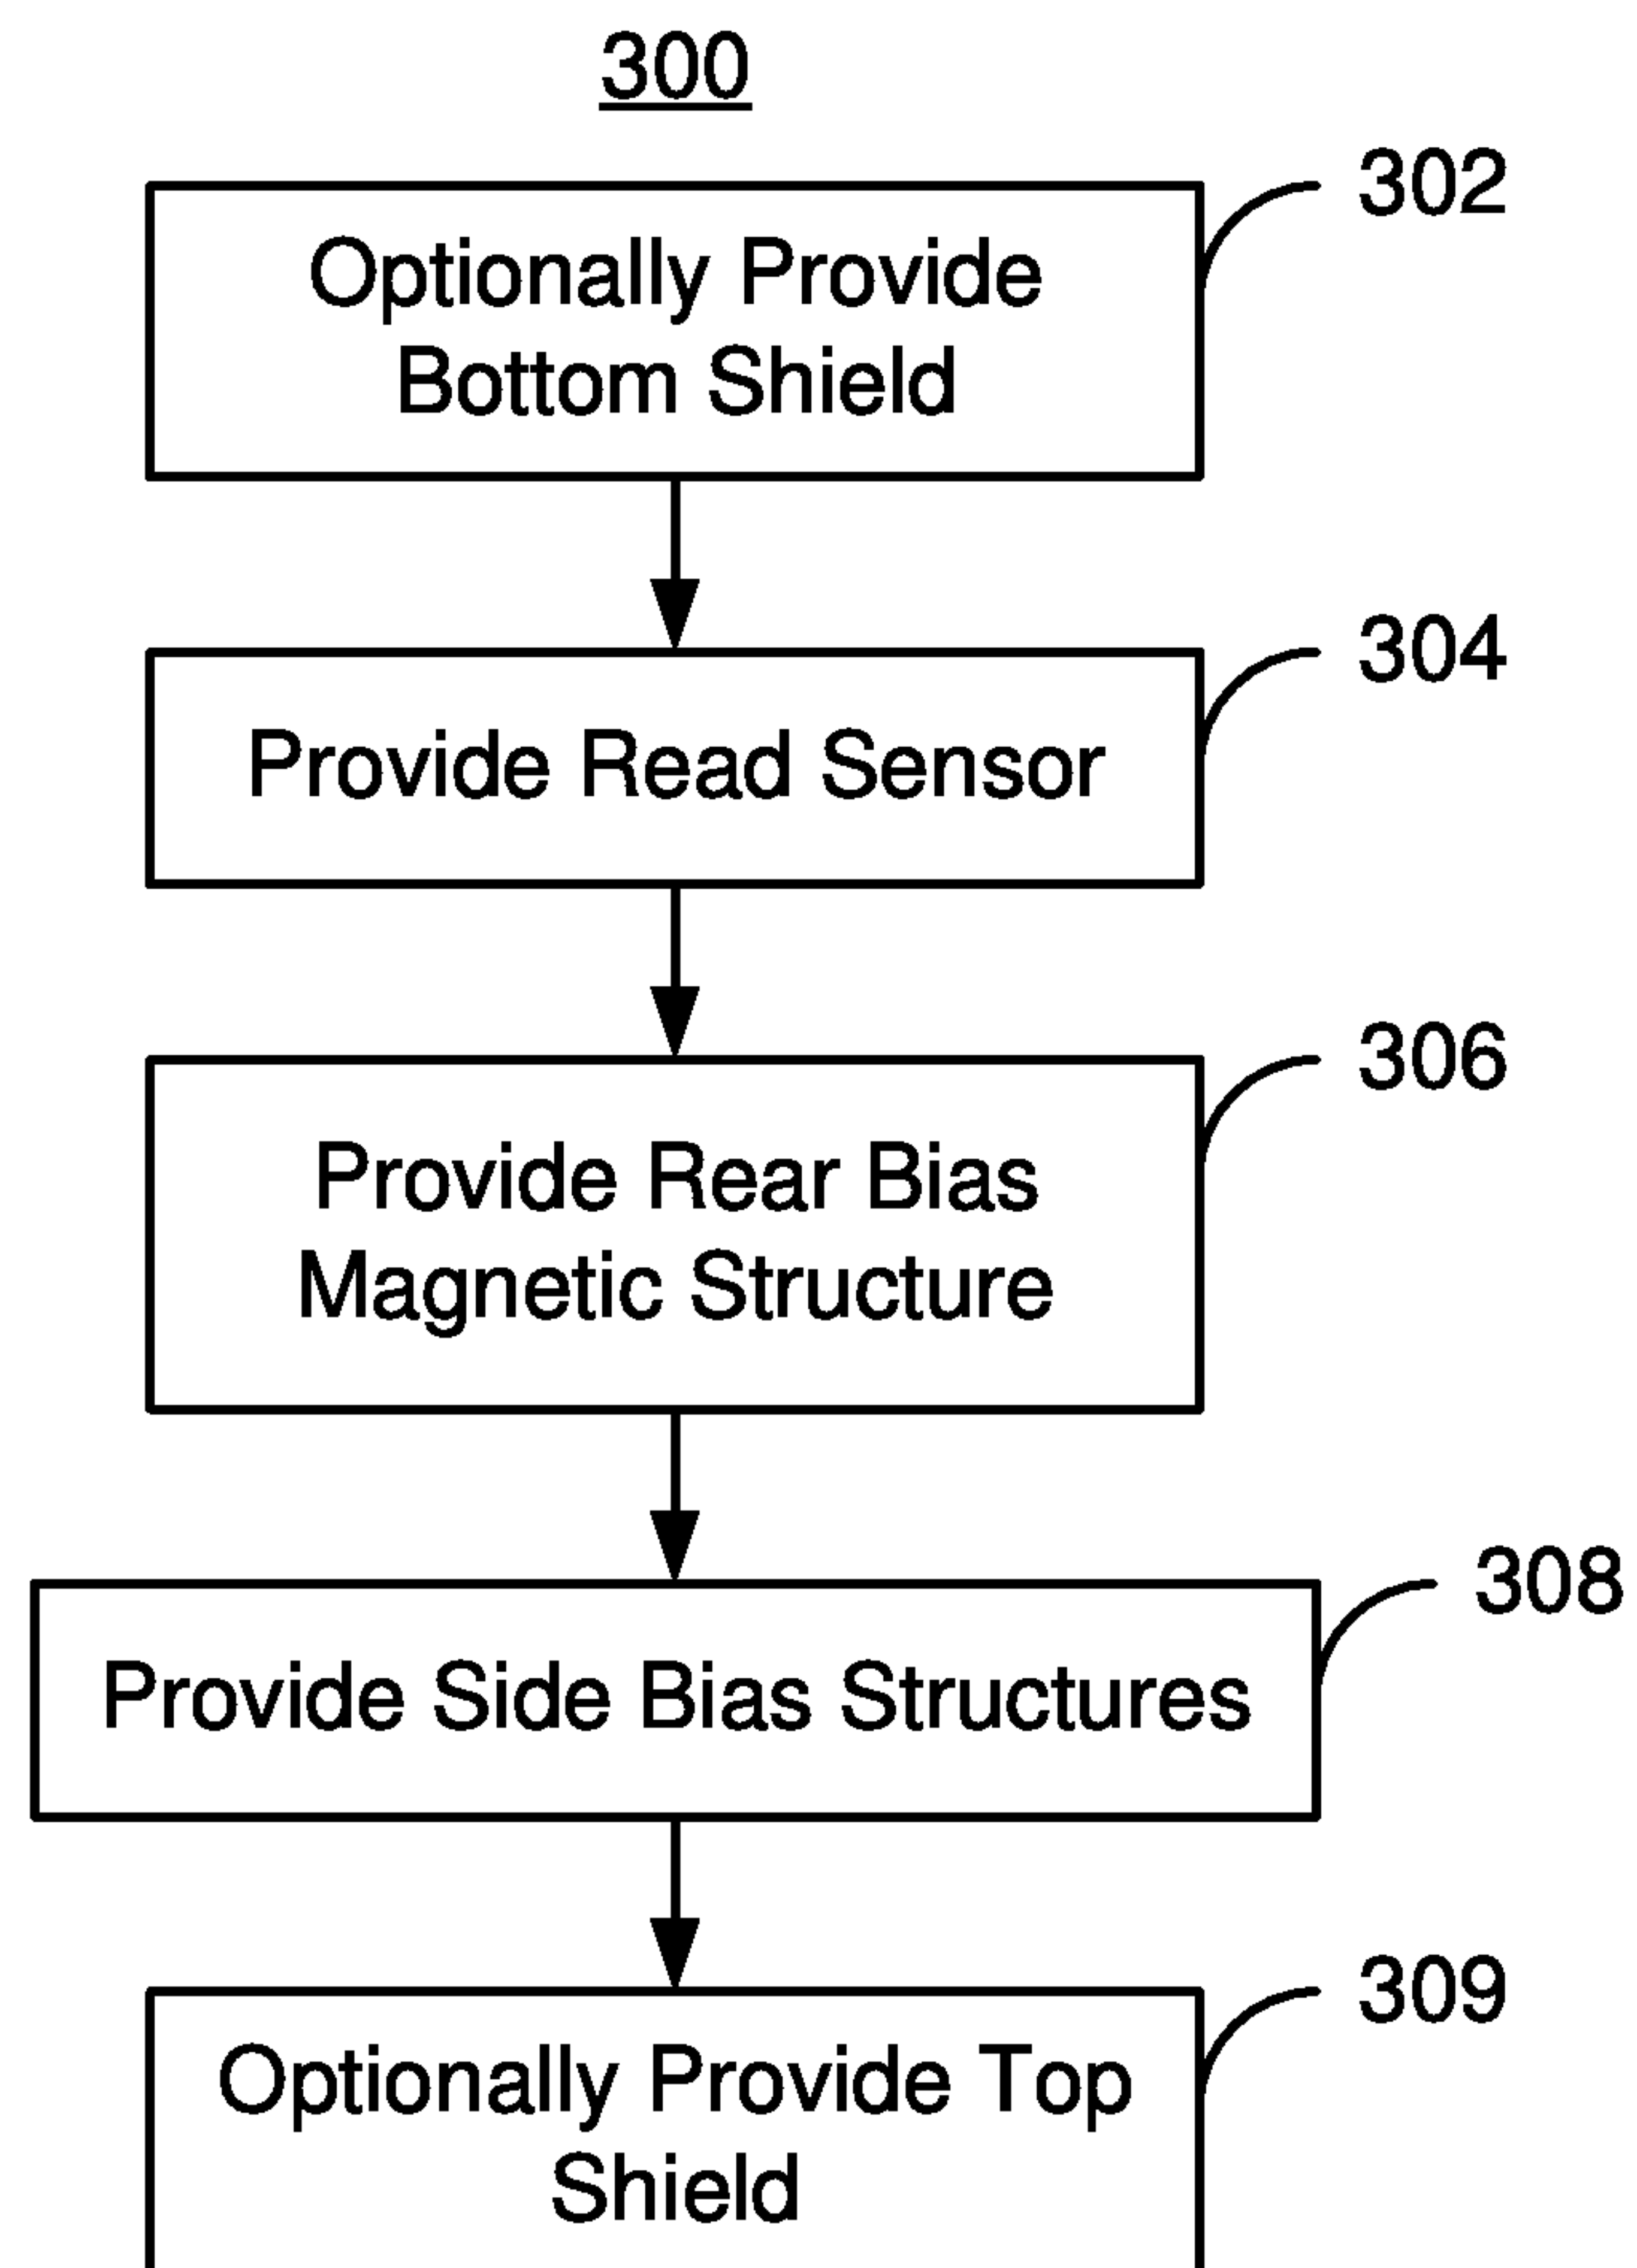 300
302
Optionally Provide
Bottom Shield
304
Provide Read Sensor
306
Provide Rear Bias
Magnetic Structure
308
Provide Side Bias Structures
309
Optionally Provide Top
Shield